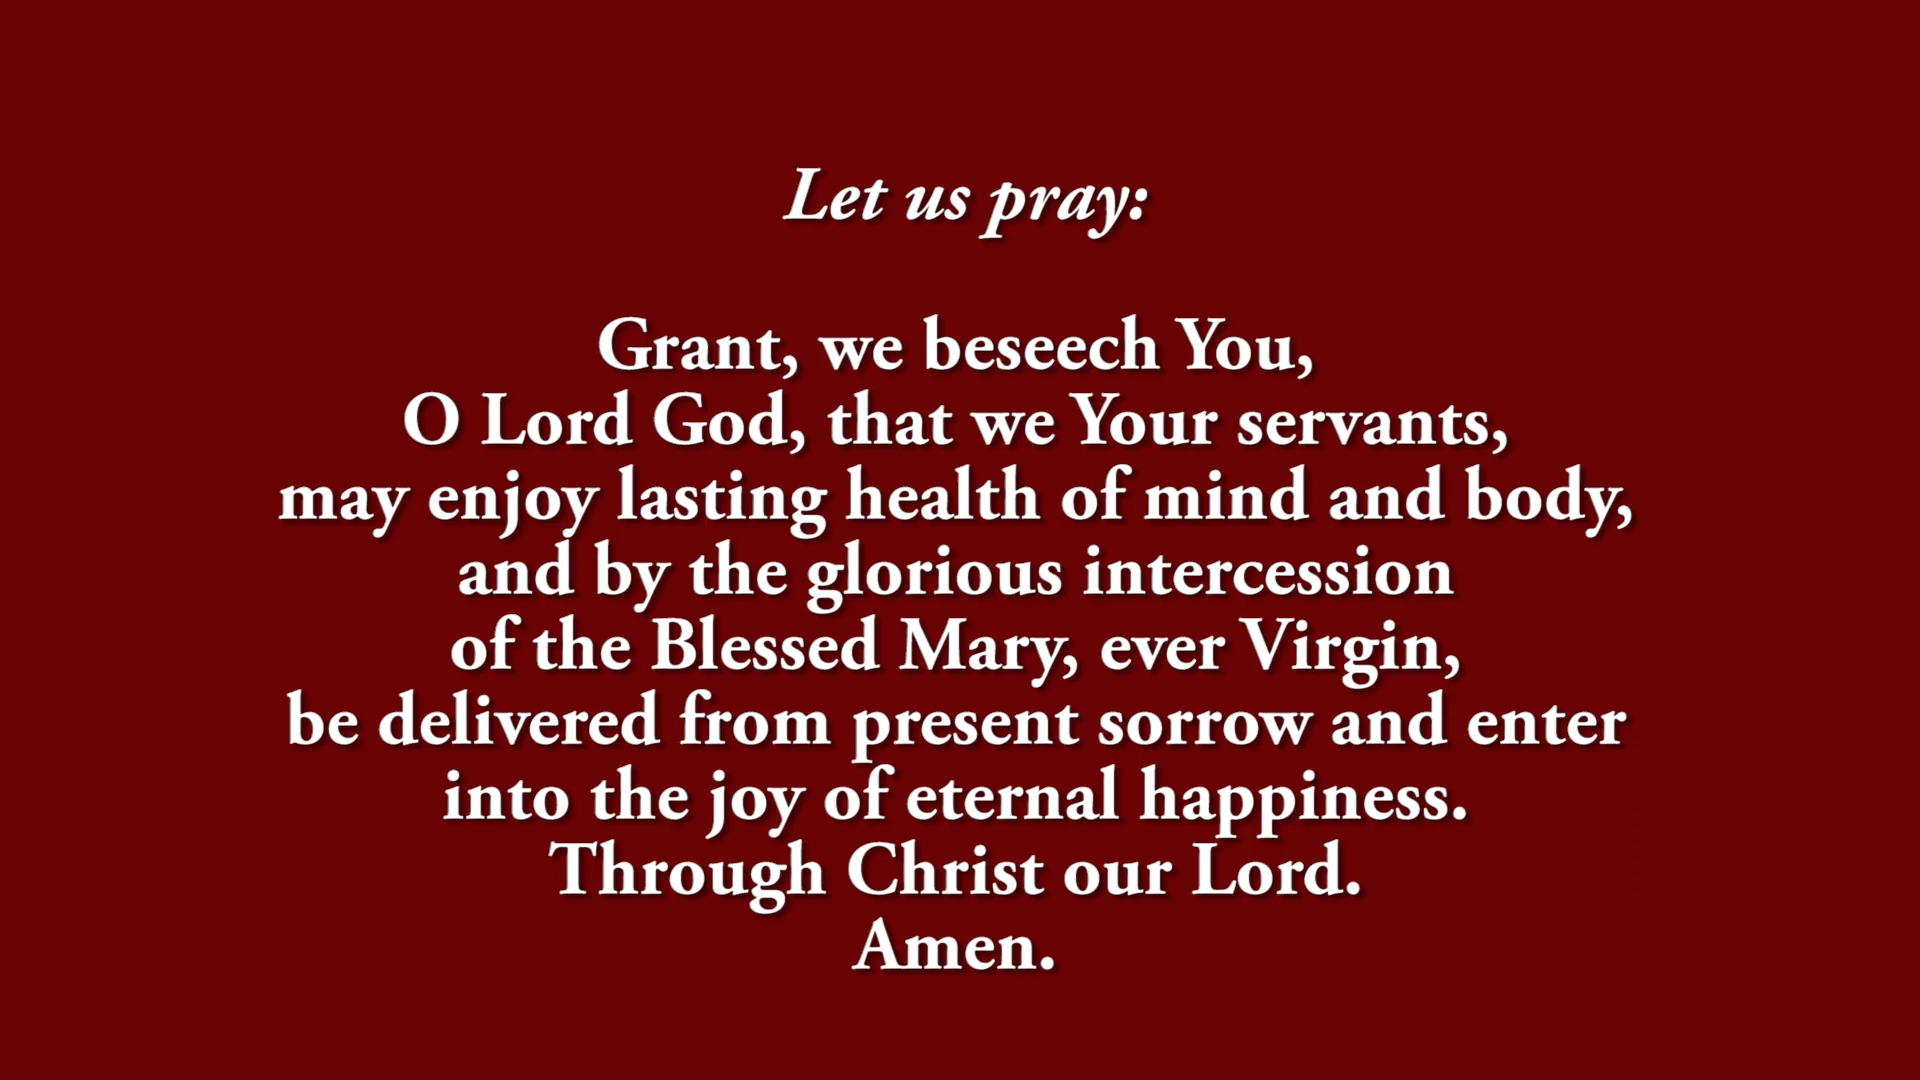 Let us pray:
Grant, we beseech You,
O Lord God, that we Your servants,
may enjoy lasting health of mind and body,
and by the glorious intercession
of the Blessed Mary, ever Virgin,
be delivered from present sorrow and enter
into the joy of eternal happiness.
Through Christ our Lord.
Amen.